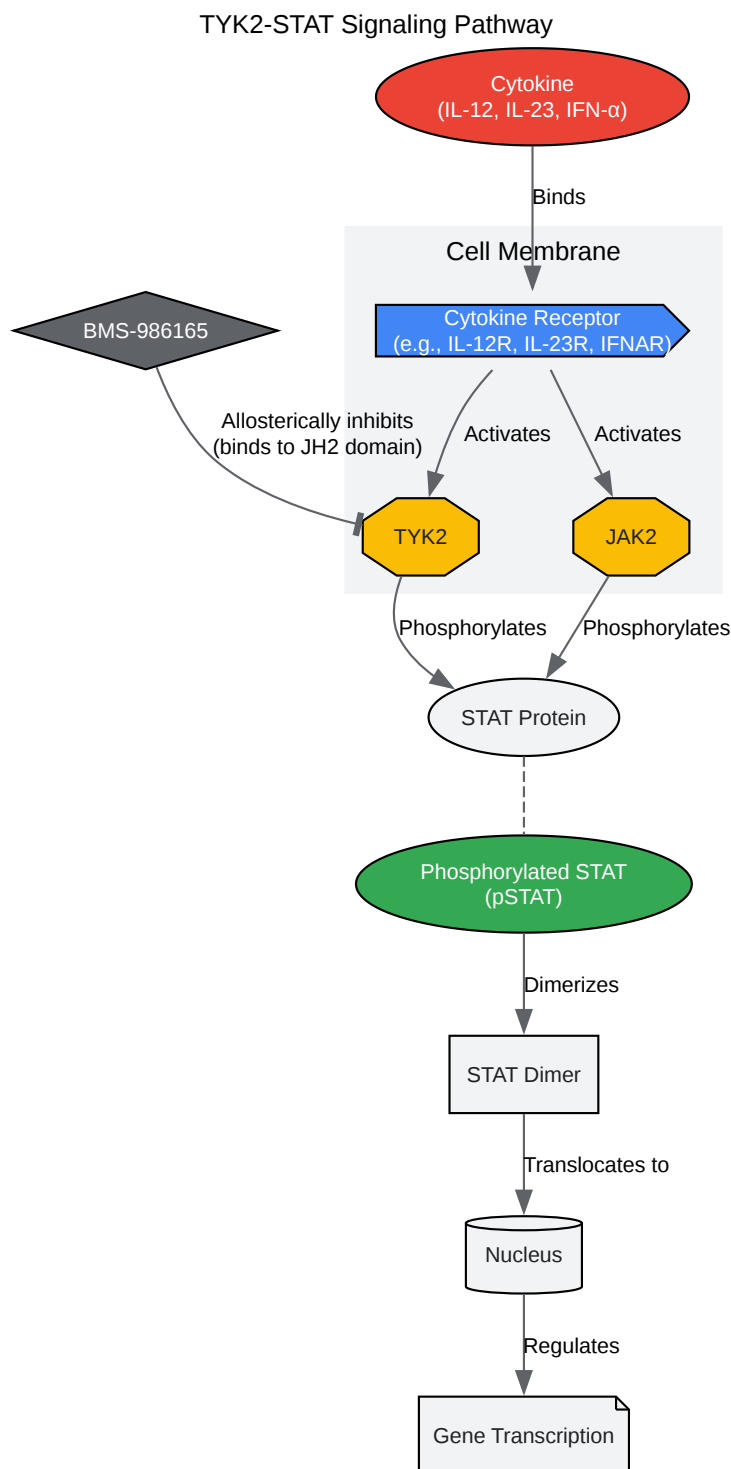 TYK2-STAT Signaling Pathway
Cytokine
(IL-12, IL-23, IFN-α)
Binds
Cell Membrane
Cytokine Receptor
(e.g., IL-12R, IL-23R, IFNAR)
BMS-986165
Allosterically inhibits
(binds to JH2 domain)
Activates
Activates
TYK2
JAK2
Phosphorylates
Phosphorylates
STAT Protein
Phosphorylated STAT
(pSTAT)
Dimerizes
STAT Dimer
Translocates to
Nucleus
Regulates
Gene Transcription